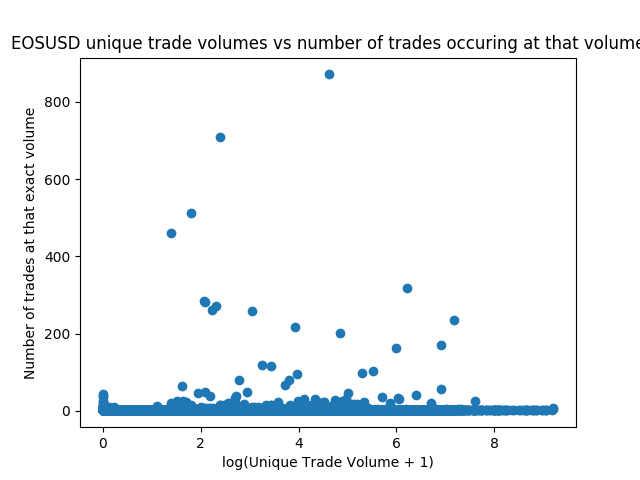 EOSUSD unique trade volumes vs number of trades occuring at that volume
Number of trades at that exact volume
800
600
400
200
0
0 2 4 6 8
log(Unique Trade Volume + 1)